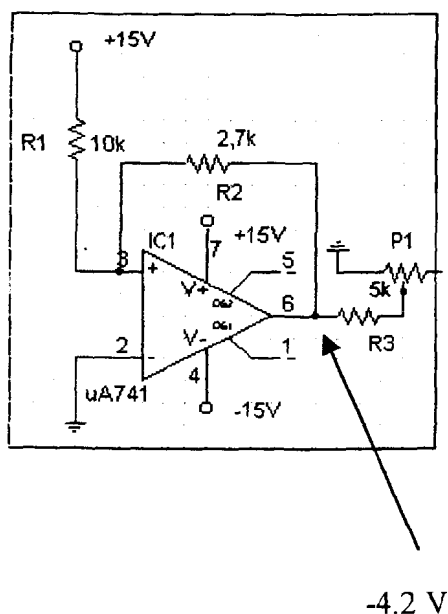 +15V
R1
10k
2,7k
R2
IC1
7
+15V
3
+
V+
5
P1
5k
6
2
-
V-
1
R3
4
uA741
-15V
-4.2 V